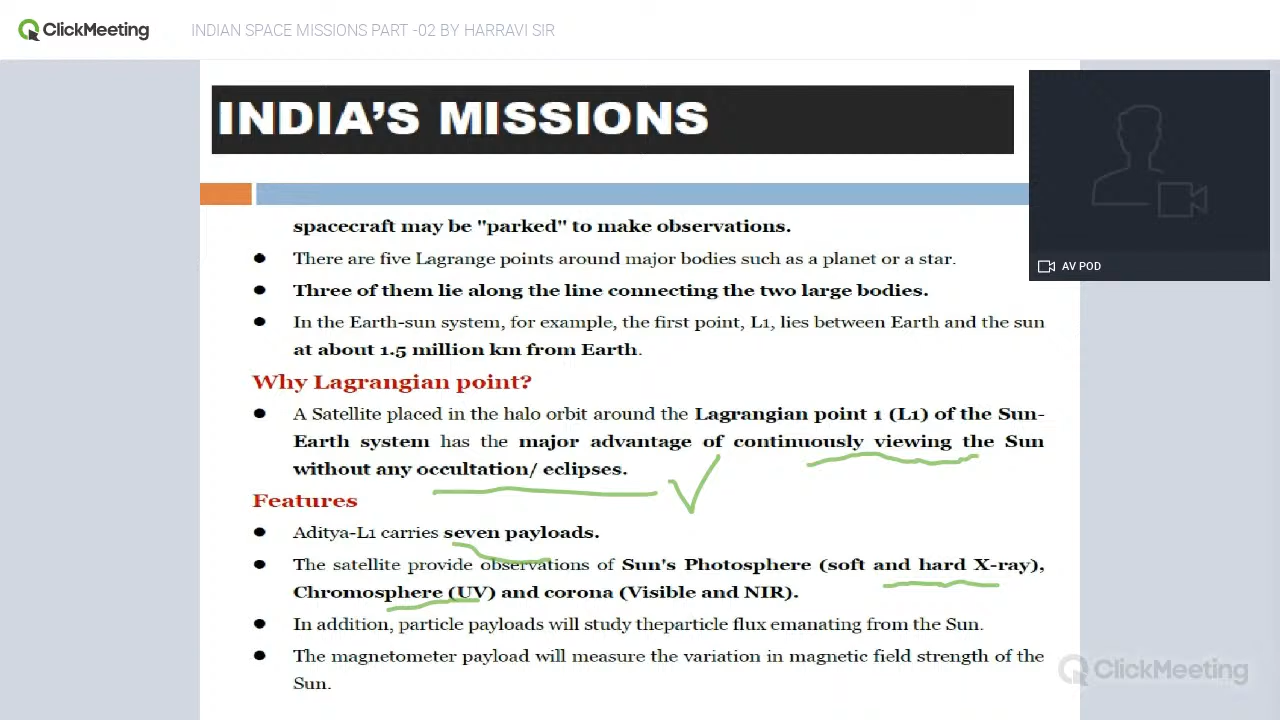 ClickMeeting INDIAN SPACE MISSIONS PART -02 BY HARRAVI SIR
INDIA'S MISSIONS
AV POD
spacecraft may be "parked" to make observations.
● There are five Lagrange points around major bodies such as a planet or a star.
● Three of them lie along the line connecting the two large bodies.
● In the Earth-sun system, for example, the first point, L1, lies between Earth and the sun
at about 1.5 million km from Earth.
Why Lagrangian point?
● A Satellite placed in the halo orbit around the Lagrangian point 1 (L1) of the Sun-
Earth system has the major advantage of continuously viewing the Sun
without any occultation/ eclipses.
Features
● Aditya-L1 carries seven payloads.
● The satellite provide observations of Sun's Photosphere (soft and hard X-ray),
Chromosphere (UV) and corona (Visible and NIR).
● In addition, particle payloads will study theparticle flux emanating from the Sun.
● The magnetometer payload will measure the variation in magnetic field strength of the
Sun.
ClickMeeting